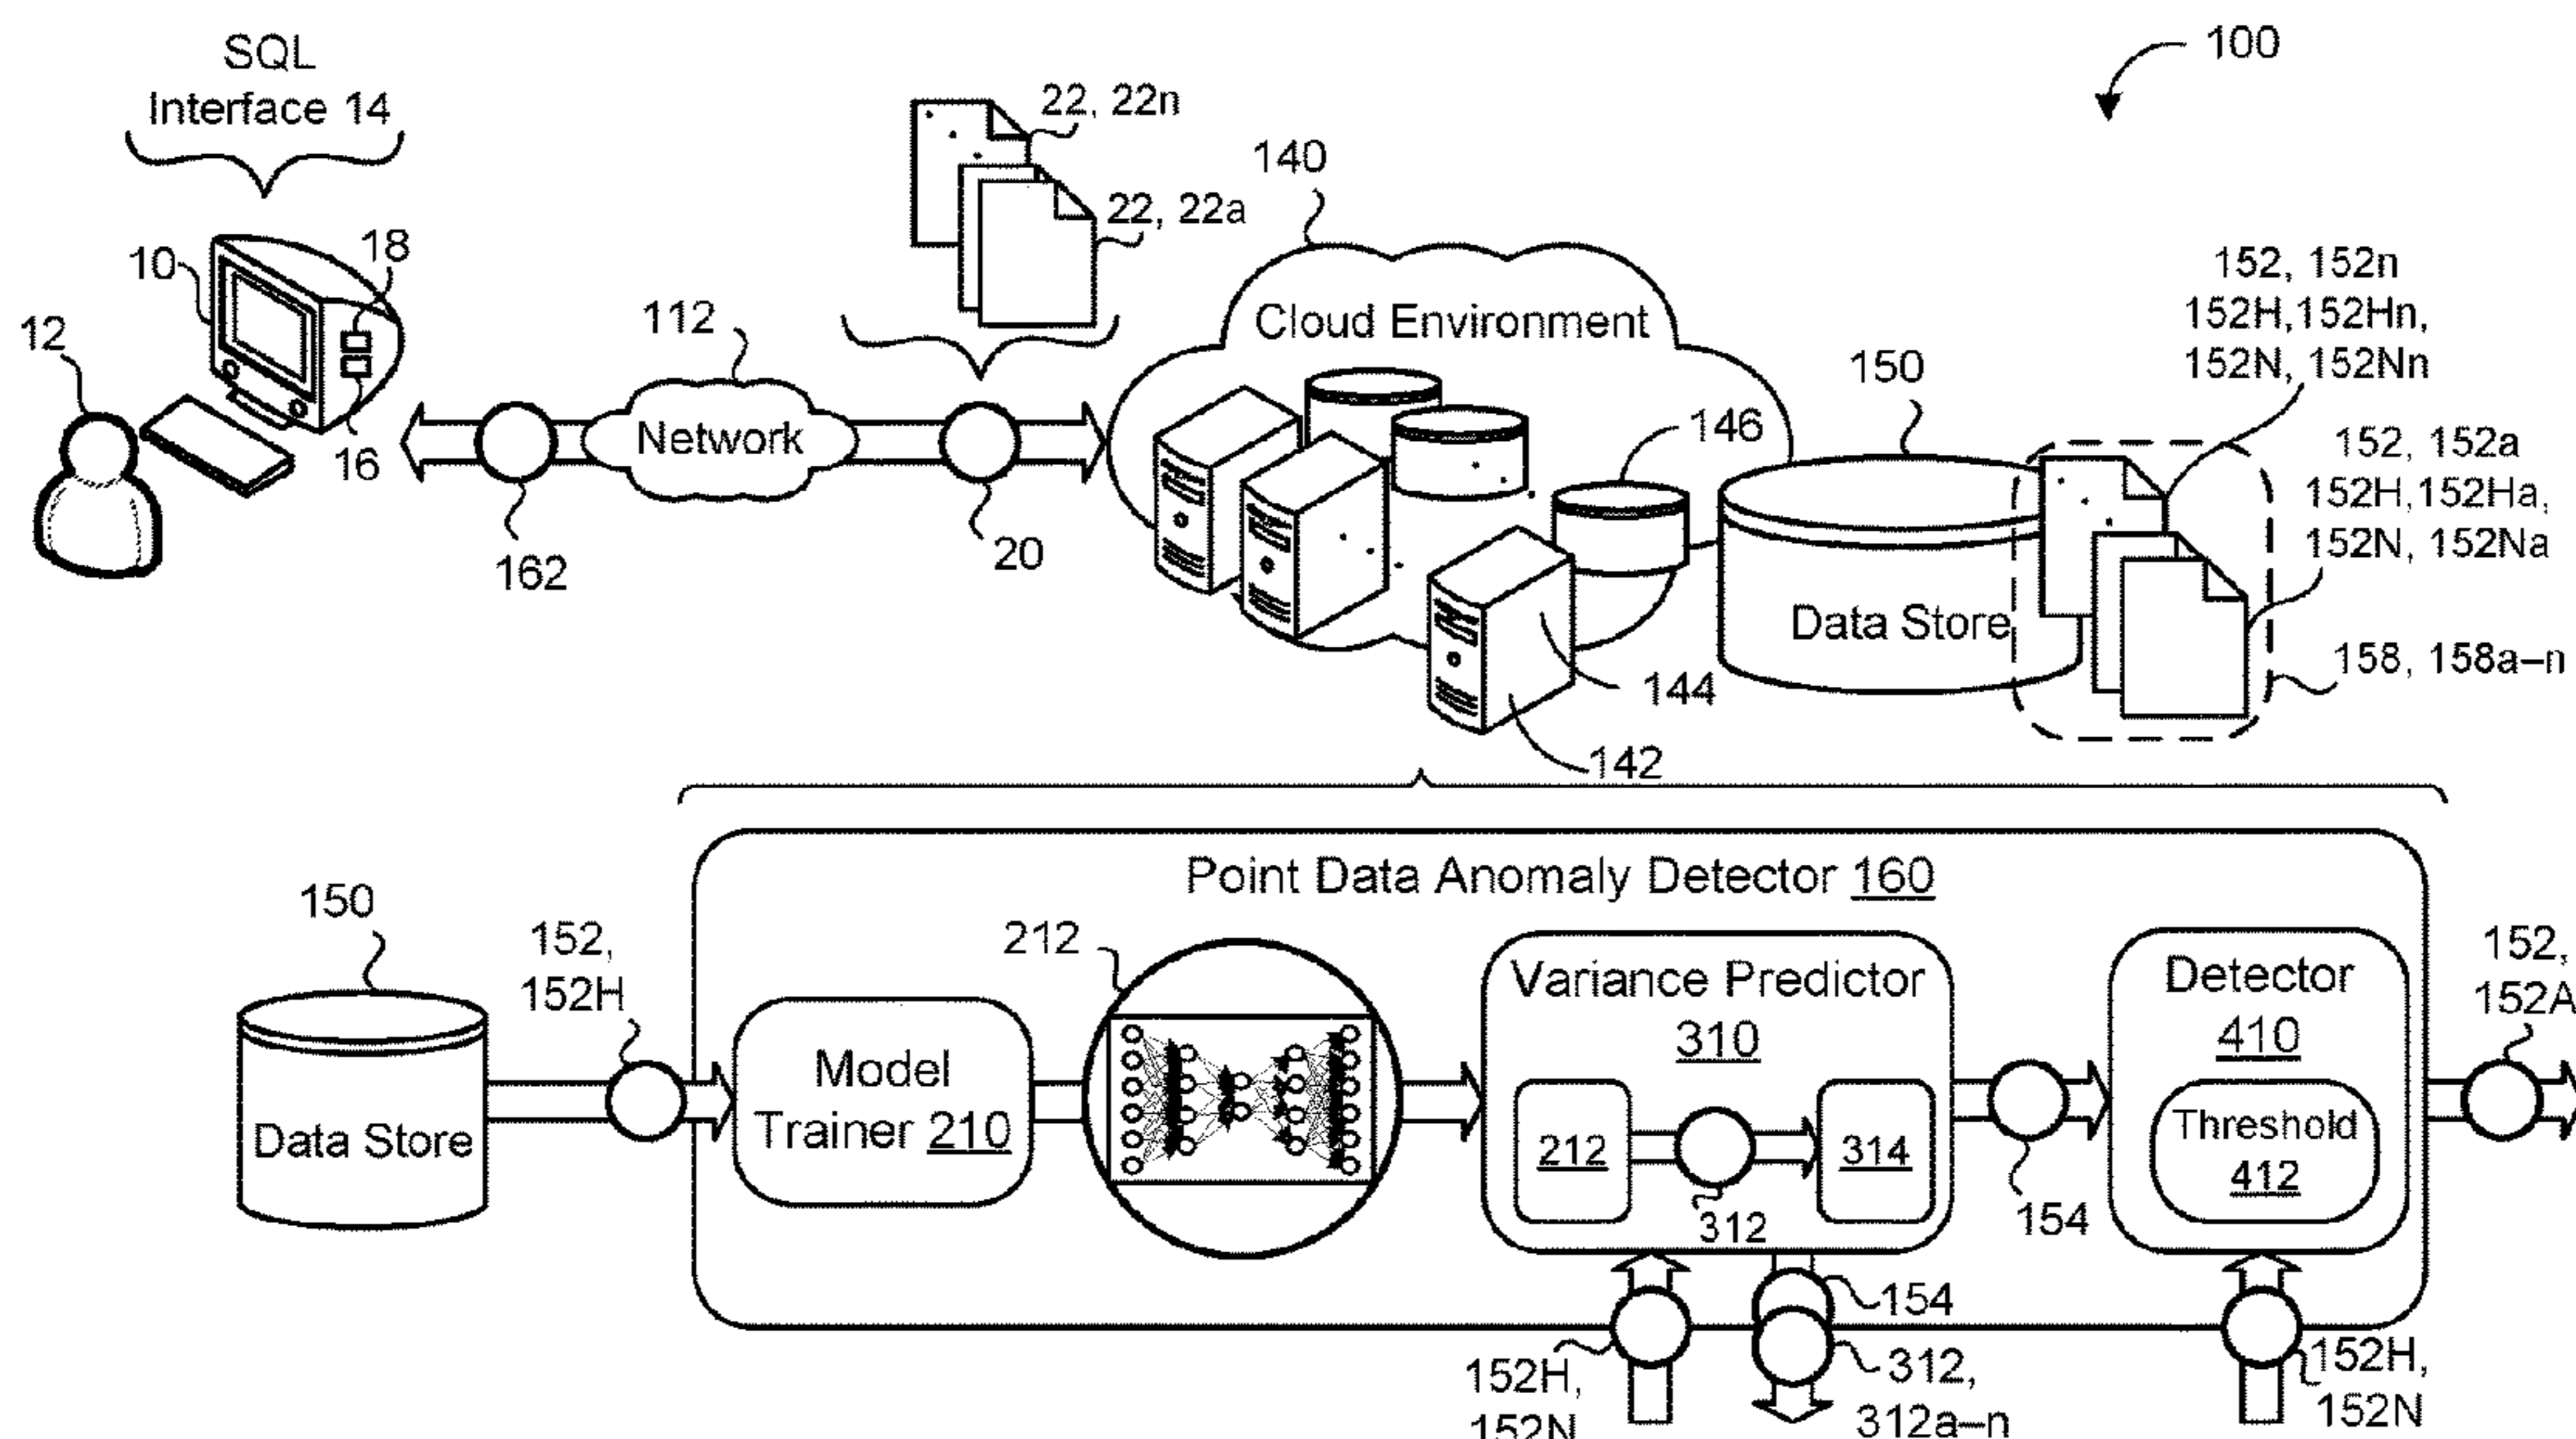 SQL
Interface 14
100
22, 22n
22, 22a
140
10
18
12
16
112
Network
162
20
Cloud Environment
146
144
142
150
Data Store
152, 152n
152H,152Hn,
152N, 152Nn
152, 152a
152H,152Ha,
152N, 152Na
158, 158a–n
Point Data Anomaly Detector 160
150
Data Store
152,
152H
Model
Trainer 210
212
Variance Predictor
310
212
312
314
154
Detector
410
Threshold
412
152,
152A
152H,
152N
154
312,
312a–n
152H,
152N